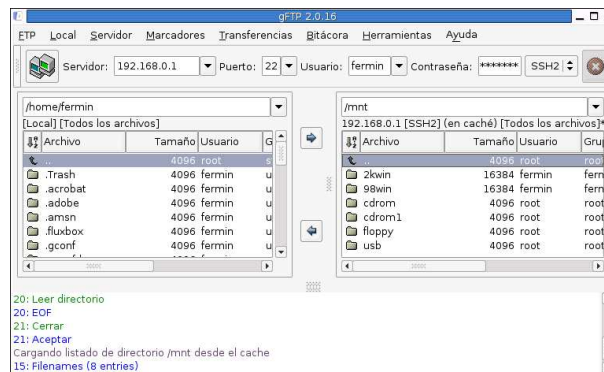 gFTP 2.0.16
FTP Local Servidor Marcadores Transferencias Bitácora Herramientas Ayuda
Servidor: 192.168.0.1 Puerto: 22 Usuario: fermin Contraseña: ******* SSH2
/home/fermin
[Local] [Todos los archivos]
Archivo Tamaño Usuario G
.. 4096 root s
.Trash 4096 fermin u
.acrobat 4096 fermin u
.adobe 4096 fermin u
.amsn 4096 fermin u
.fluxbox 4096 fermin u
.gconf 4096 fermin u
/mnt
192.168.0.1 [SSH2] (en caché) [Todos los archivos]*
Archivo Tamaño Usuario Grup
.. 4096 root root
2kwin 16384 fermin ferm
98win 16384 fermin ferm
cdrom 4096 root root
cdrom1 4096 root root
floppy 4096 root root
usb 4096 root root
20: Leer directorio
20: EOF
21: Cerrar
21: Aceptar
Cargando listado de directorio /mnt desde el cache
15: Filenames (8 entries)